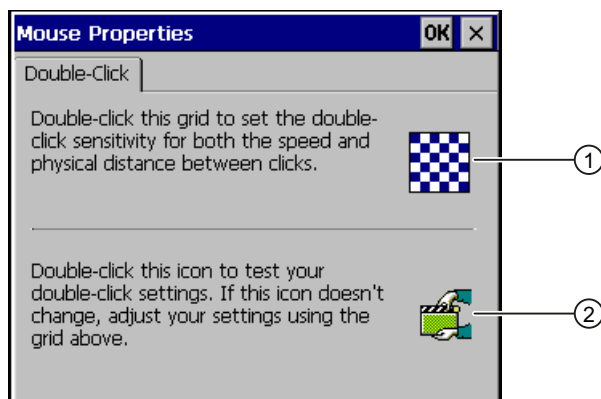 Mouse Properties OK ×
Double-Click
Double-click this grid to set the double-
click sensitivity for both the speed and
physical distance between clicks.
1
Double-click this icon to test your
double-click settings. If this icon doesn't
change, adjust your settings using the
grid above.
2